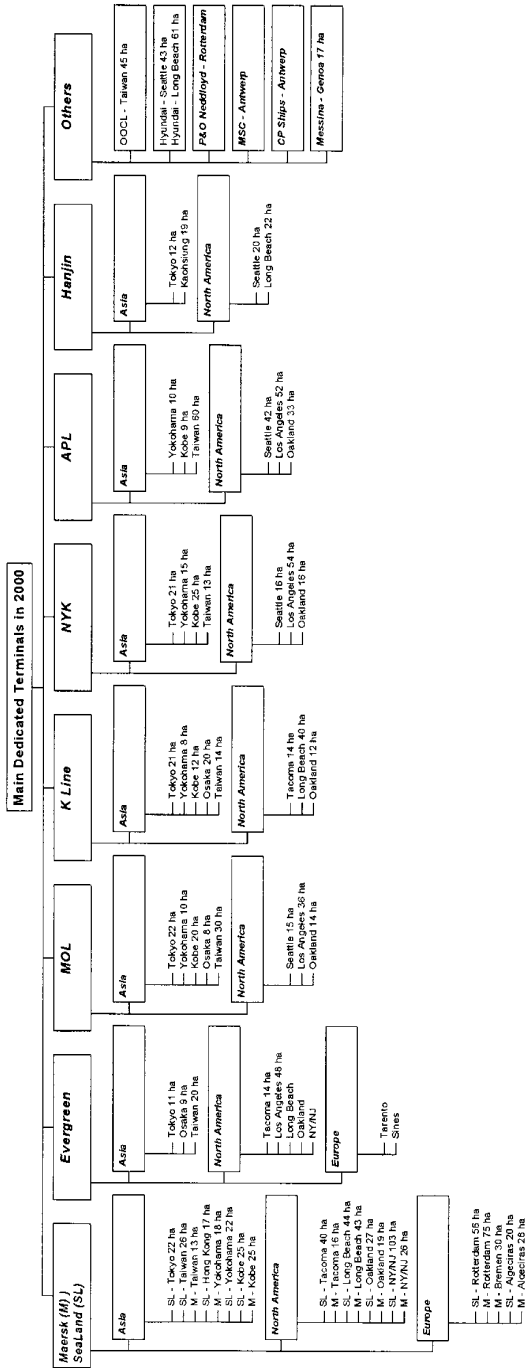 Main Dedicated Terminals in 2000
Maersk (M) )
SeaLand (SL)
Asia
SL - Tokyo 22 ha
SL - Taiwan 26 ha
M - Taiwan 13 ha
SL - Hong Kong 17 ha
M - Yokohama 18 ha
SL - Yokohama 22 ha
SL - Kobe 25 ha
M - Kobe 25 ha
North America
SL - Tacoma 40 ha
M - Tacoma 16 ha
SL - Long Beach 44 ha
M - Long Beach 43 ha
SL - Oakland 27 ha
M - Oakland 19 ha
SL - NY/NJ 103 ha
M - NY/NJ 26 ha
Europe
SL - Rotterdam 56 ha
M - Rotterdam 75 ha
M - Bremen 30 ha
SL - Algeciras 20 ha
M - Algeciras 28 ha
Evergreen
Asia
Tokyo 11 ha
Osaka 9 ha
Taiwan 20 ha
North America
Tacoma 14 ha
Los Angeles 48 ha
Long Beach
Oakland
NY/NJ
Europe
Tarento
Sines
MOL
Asia
Tokyo 22 ha
Yokohama 10 ha
Kobe 20 ha
Osaka 8 ha
Taiwan 30 ha
North America
Seattle 15 ha
Los Angeles 36 ha
Oakland 14 ha
K Line
Asia
Tokyo 21 ha
Yokohama 8 ha
Kobe 12 ha
Osaka 20 ha
Taiwan 14 ha
North America
Tacoma 14 ha
Long Beach 40 ha
Oakland 12 ha
NYK
Asia
Tokyo 21 ha
Yokohama 15 ha
Kobe 25 ha
Taiwan 13 ha
North America
Seattle 16 ha
Los Angeles 54 ha
Oakland 16 ha
APL
Asia
Yokohama 10 ha
Kobe 9 ha
Taiwan 60 ha
North America
Seattle 42 ha
Los Angeles 52 ha
Oakland 33 ha
Hanjin
Asia
Tokyo 12 ha
Kaohsiung 19 ha
North America
Seattle 20 ha
Long Beach 22 ha
Others
OOCL - Taiwan 45 ha
Hyundai - Seattle 43 ha
Hyundai - Long Beach 61 ha
P&O Nedlloyd - Rotterdam
MSC - Antwerp
CP Ships - Antwerp
Messina - Genoa 17 ha